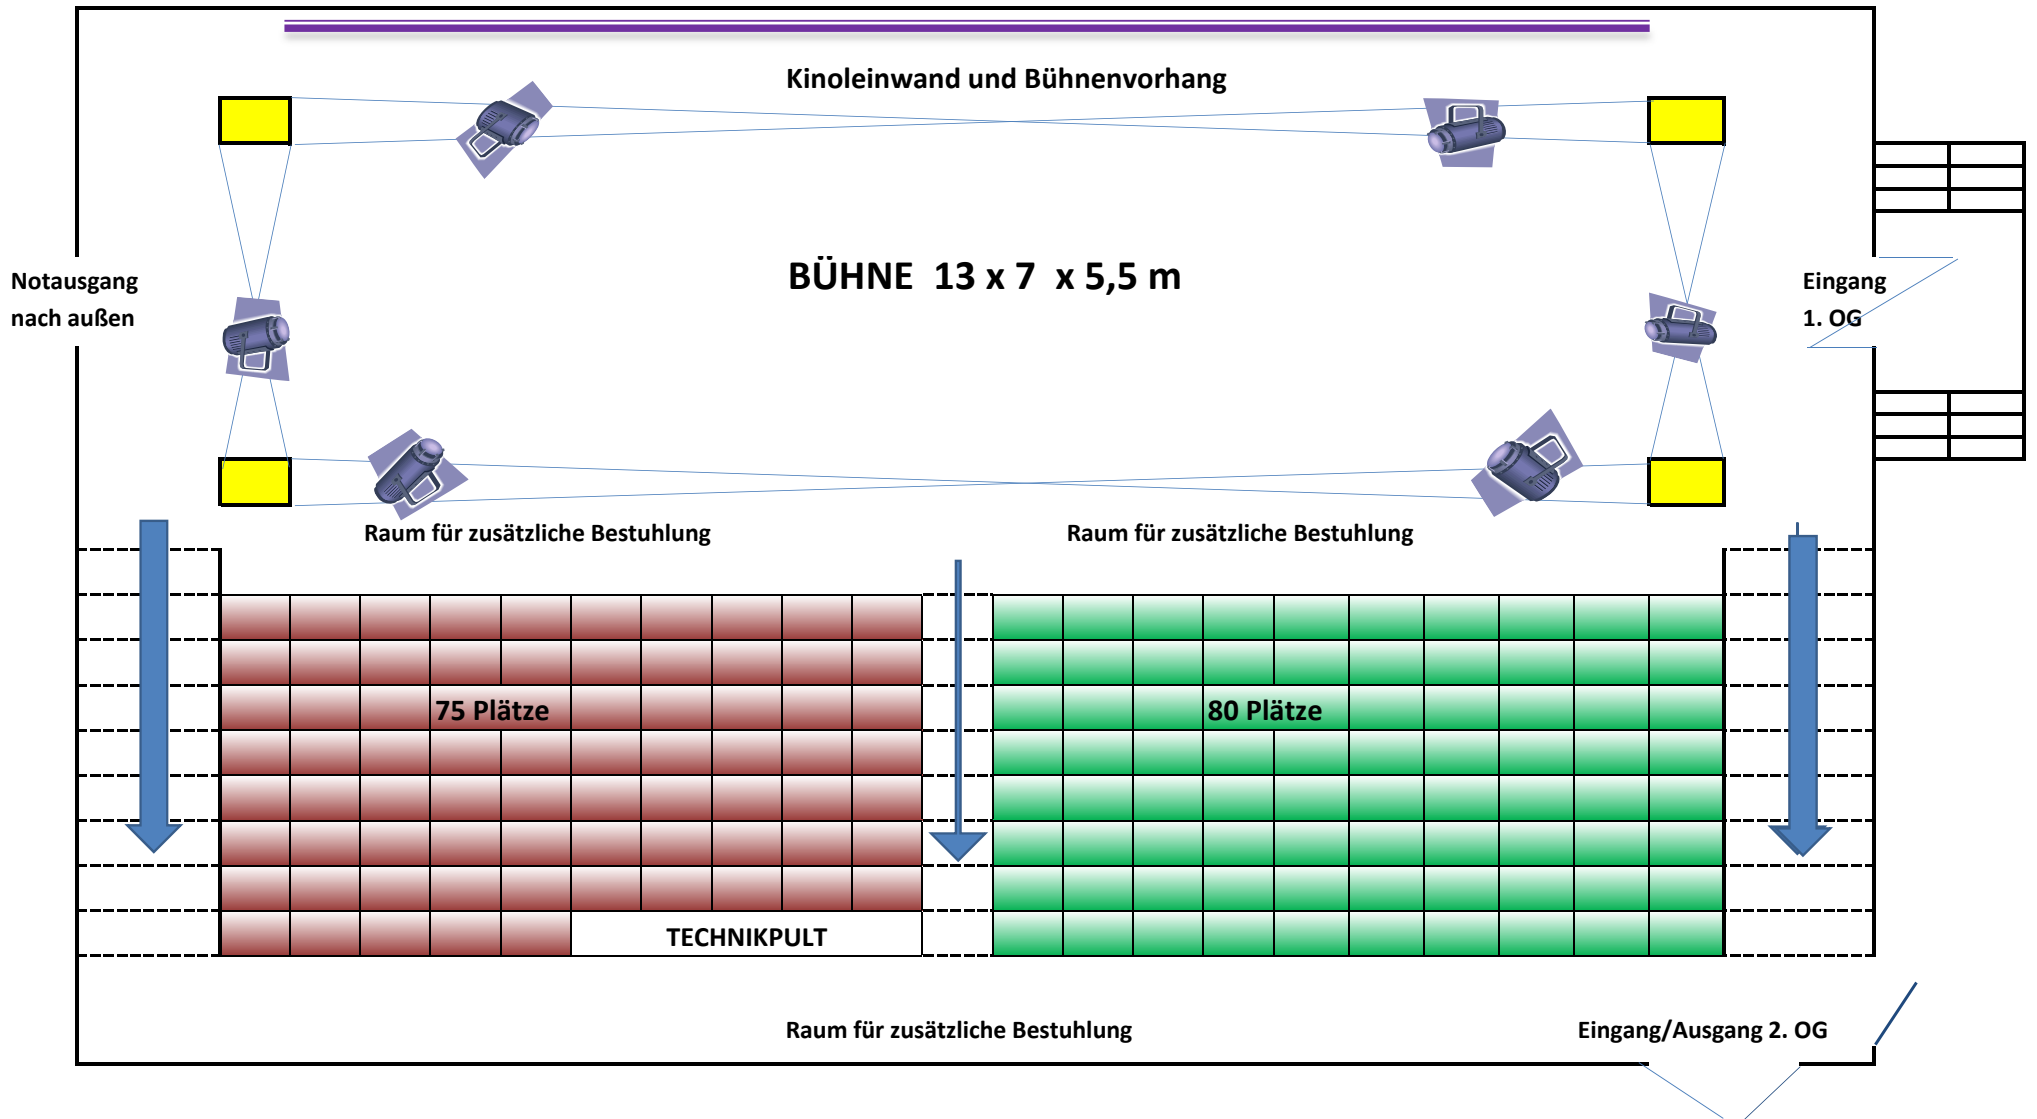 Kinoleinwand und Bühnenvorhang
BÜHNE 13 x 7 x 5,5 m
Notausgang
nach außen
Eingang
1. OG
Raum für zusätzliche Bestuhlung
Raum für zusätzliche Bestuhlung
75 Plätze
80 Plätze
TECHNIKPULT
Raum für zusätzliche Bestuhlung
Eingang/Ausgang 2. OG